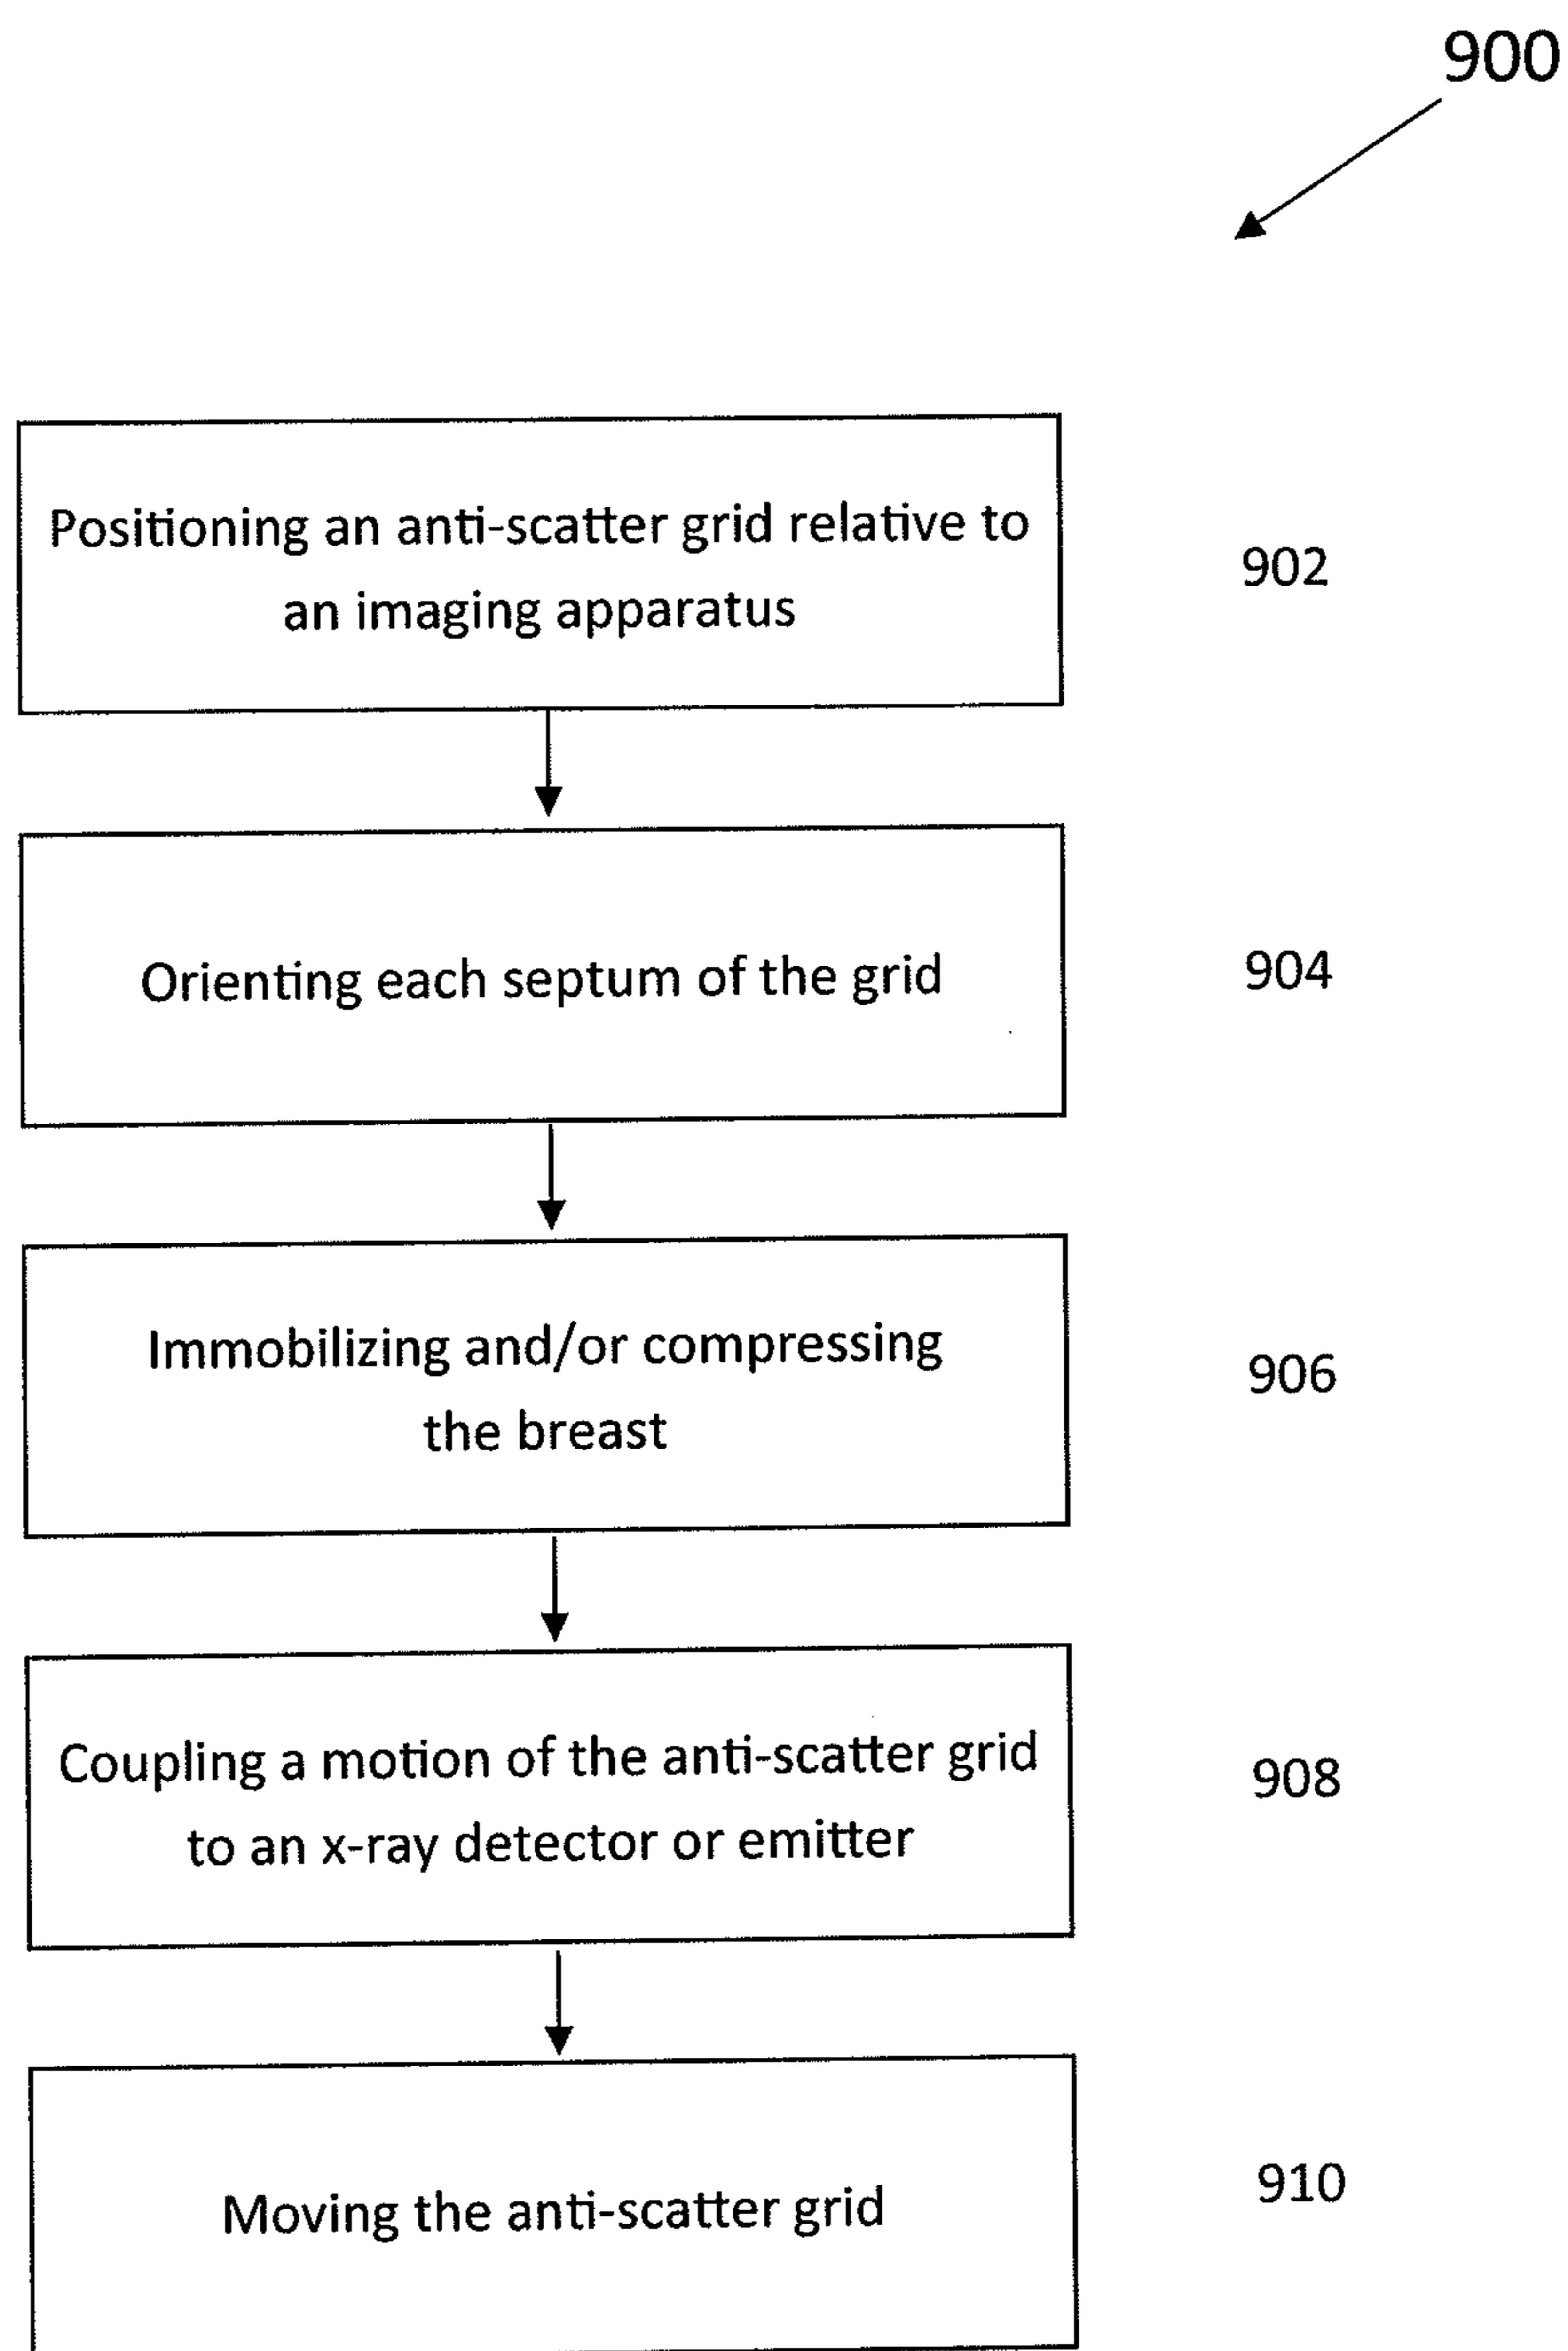 900
Positioning an anti-scatter grid relative to
an imaging apparatus
902
Orienting each septum of the grid
904
Immobilizing and/or compressing
the breast
906
Coupling a motion of the anti-scatter grid
to an x-ray detector or emitter
908
Moving the anti-scatter grid
910